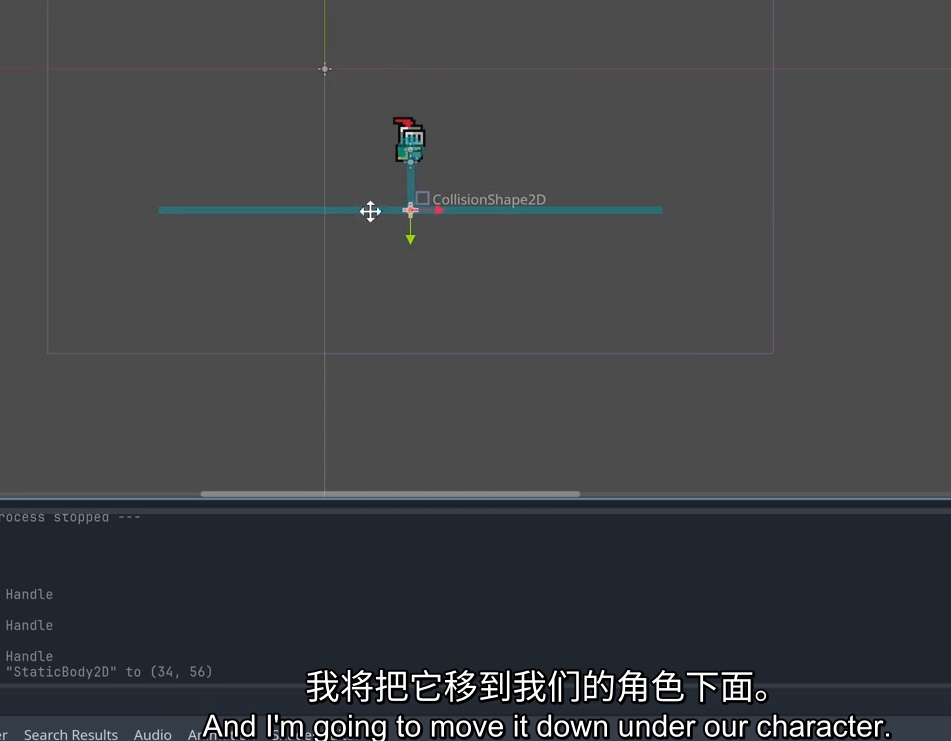 CollisionShape2D
rocess stopped ---
Handle
Handle
Handle
"StaticBody2D" to (34, 56)
我将把它移到我们的角色下面。
And I'm going to move it down under our character.
er Search Results Audio